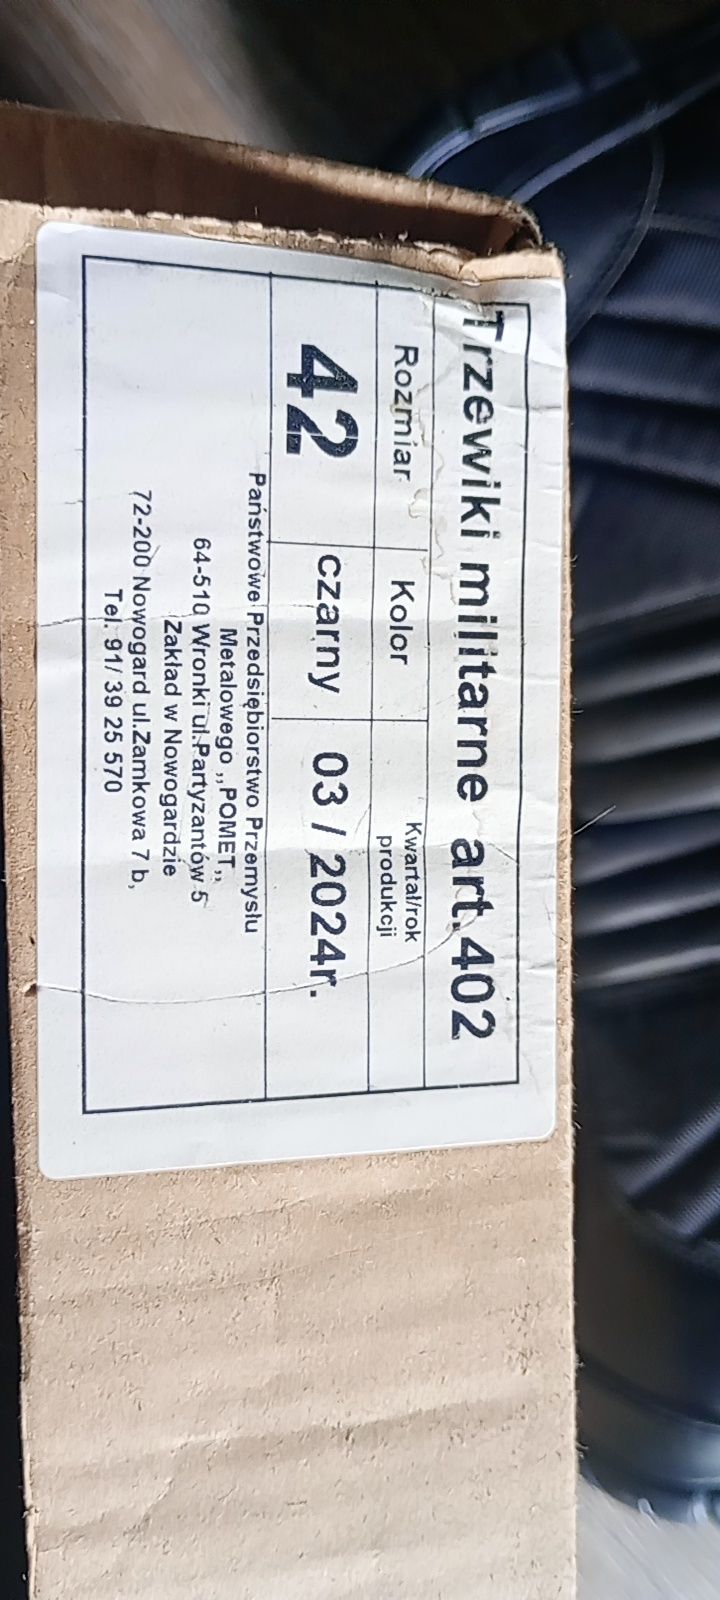 Trzewiki militarne art.402
Rozmiar
Kolor
Kwartał/rok
produkcji
42
czarny
03 / 2024r.
Państwowe Przedsiębiorstwo Przemysłu
Metalowego ,,POMET,,
64-510 Wronki ul.Partyzantów 5
Zakład w Nowogardzie
72-200 Nowogard ul.Zamkowa 7 b,
Tel. 91/ 39 25 570